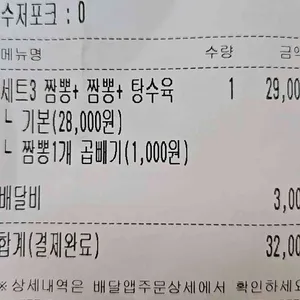 수저포크 : 0
메뉴명 수량 금액
세트3 짬뽕+ 짬뽕+ 탕수육 1 29,00
└ 기본(28,000원)
└ 짬뽕1개 곱빼기(1,000원)
배달비 3,00
합계(결제완료) 32,00
※상세내역은 배달앱주문상세에서 확인하세